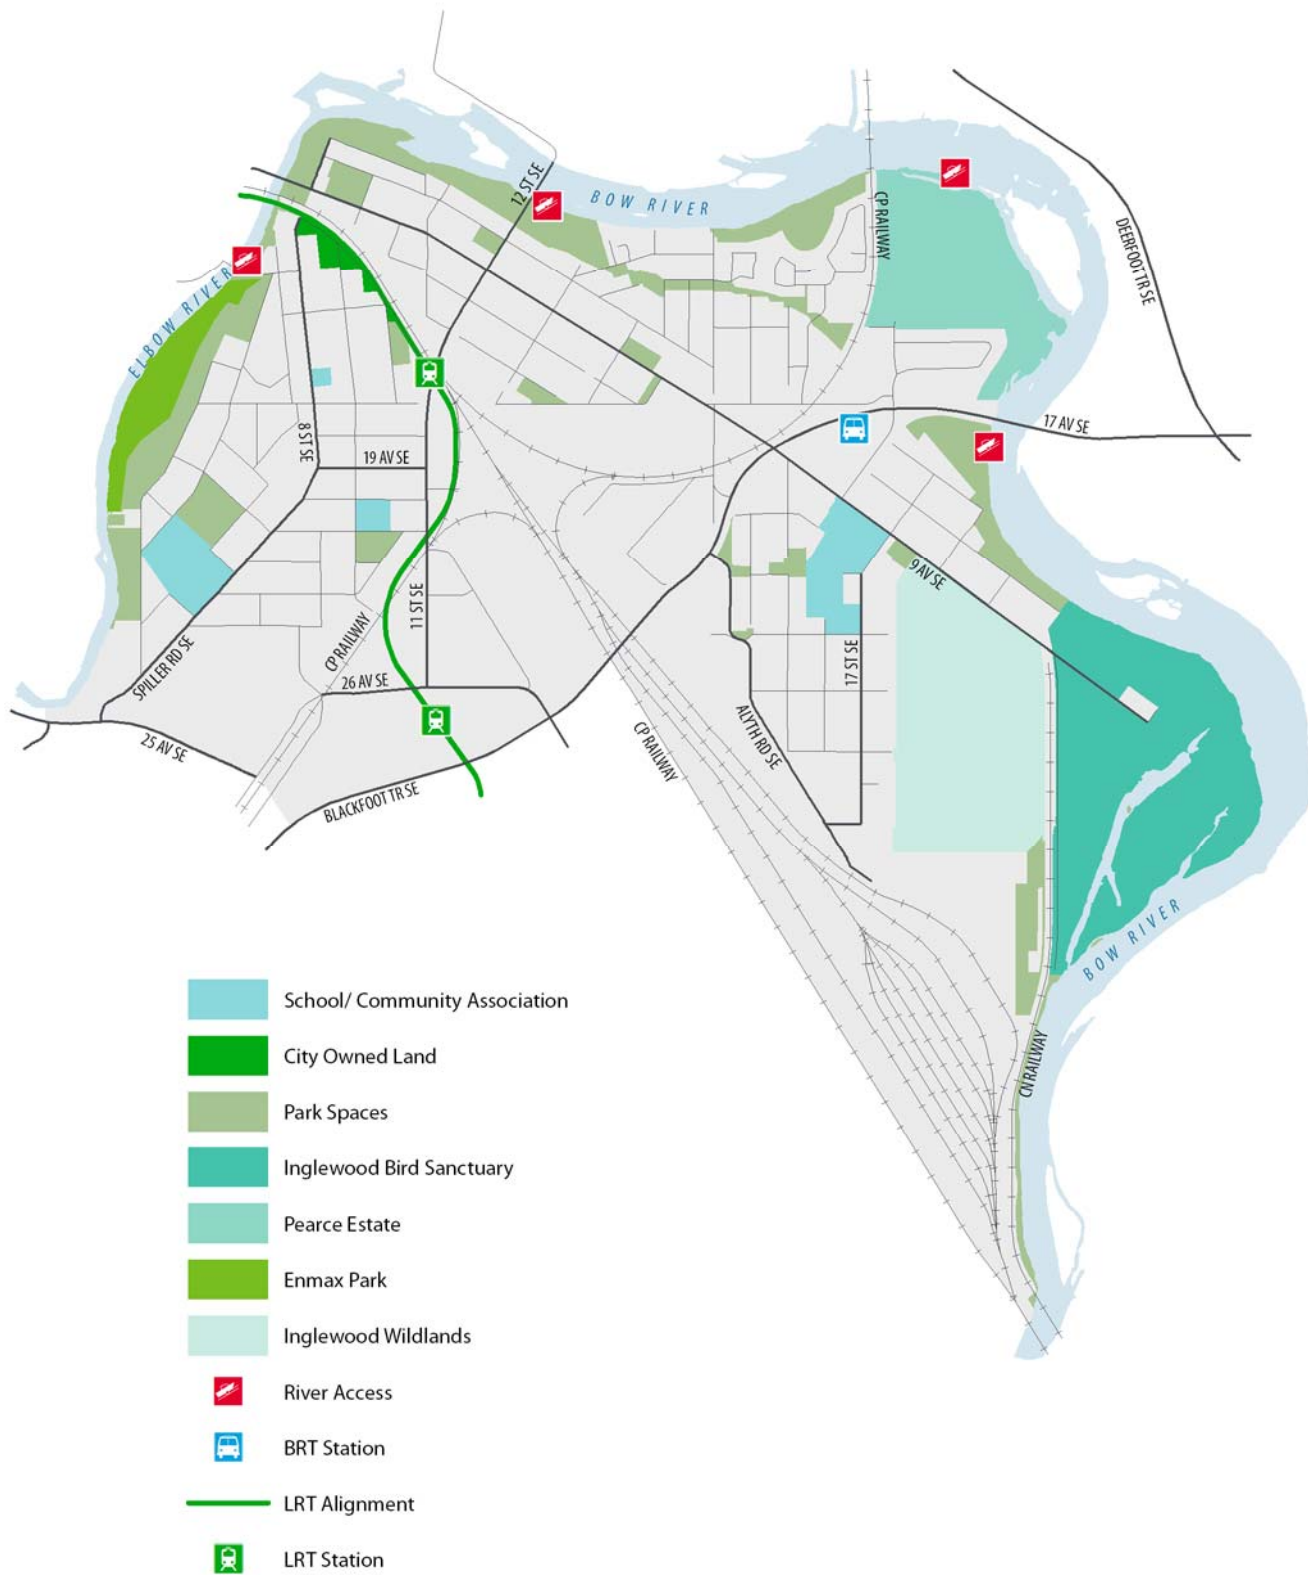 12 ST SE
BOW RIVER
CP RAILWAY
DEERFOOT TR SE
ELBOW RIVER
8 ST SE
19 AV SE
17 AV SE
9 AV SE
11 ST SE
CP RAILWAY
SPILLER RD SE
26 AV SE
17 ST SE
ALYTH RD SE
CP RAILWAY
25 AV SE
BLACKFOOT TR SE
BOW RIVER
CN RAILWAY
School/ Community Association
City Owned Land
Park Spaces
Inglewood Bird Sanctuary
Pearce Estate
Enmax Park
Inglewood Wildlands
River Access
BRT Station
LRT Alignment
LRT Station